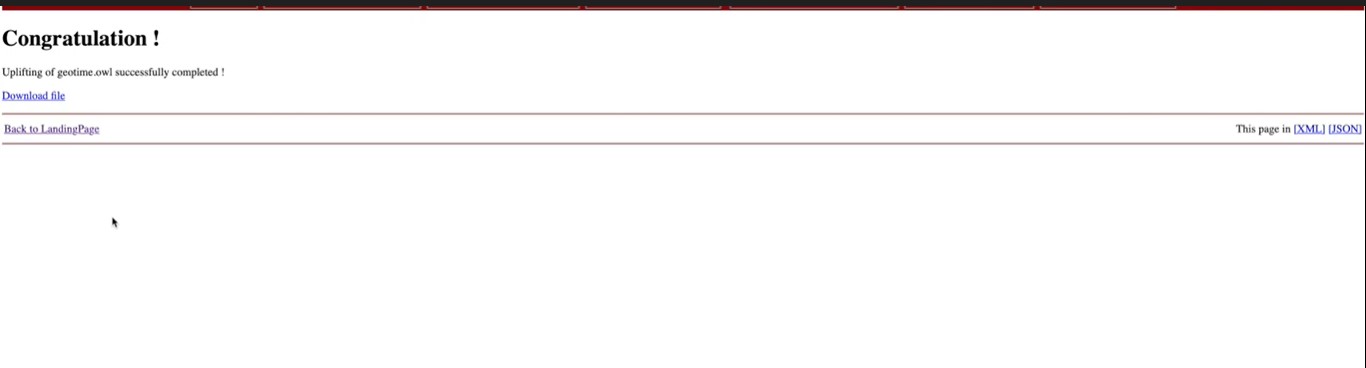 Congratulation !
Uplifting of geotime.owl successfully completed !
Download file
Back to LandingPage This page in [XML] [JSON]